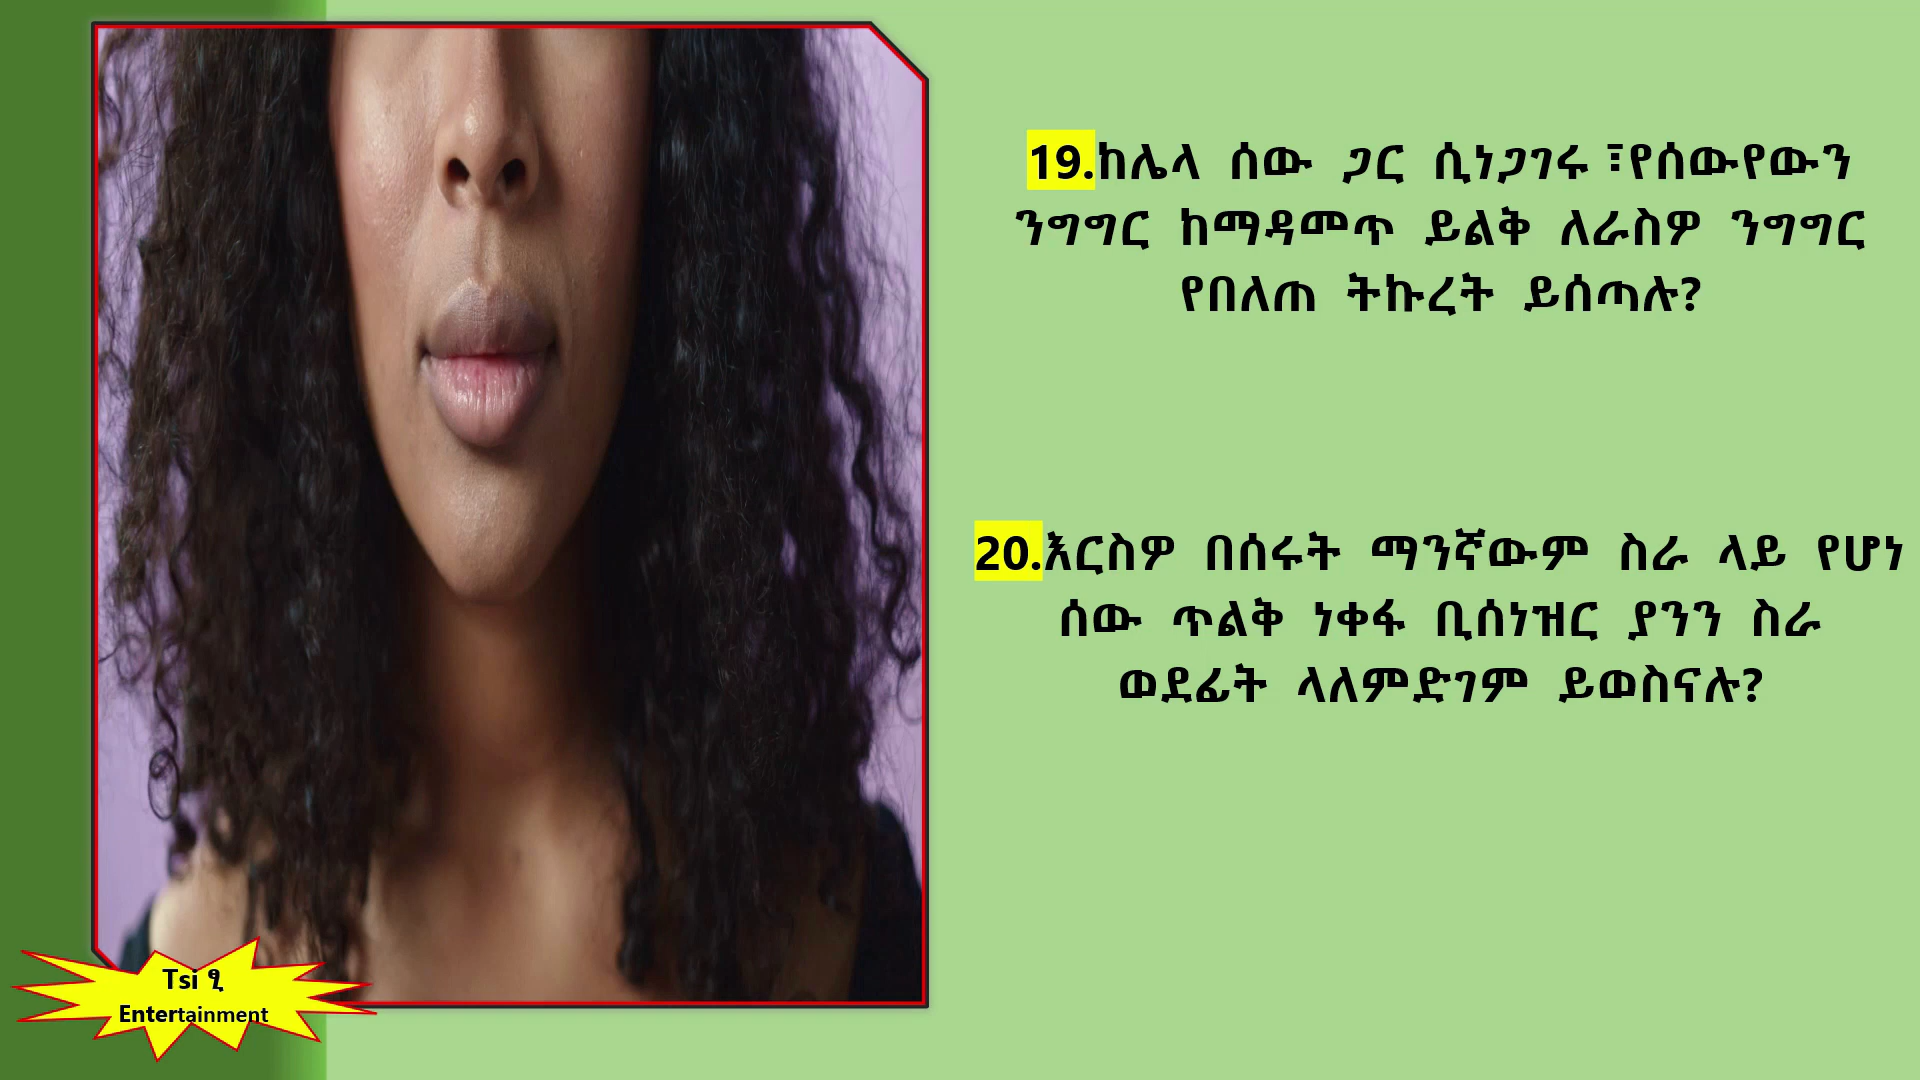 19.ከሌላ ሰው ጋር ሲነጋገሩ ፣የሰውየውን
ንግግር ከማዳመጥ ይልቅ ለራስዎ ንግግር
የበለጠ ትኩረት ይሰጣሉ?
20.እርስዎ በሰሩት ማንኛውም ስራ ላይ የሆነ
ሰው ጥልቅ ነቀፋ ቢሰነዝር ያንን ስራ
ወደፊት ላለምድገም ይወስናሉ?
Tsi ፂ
Entertainment